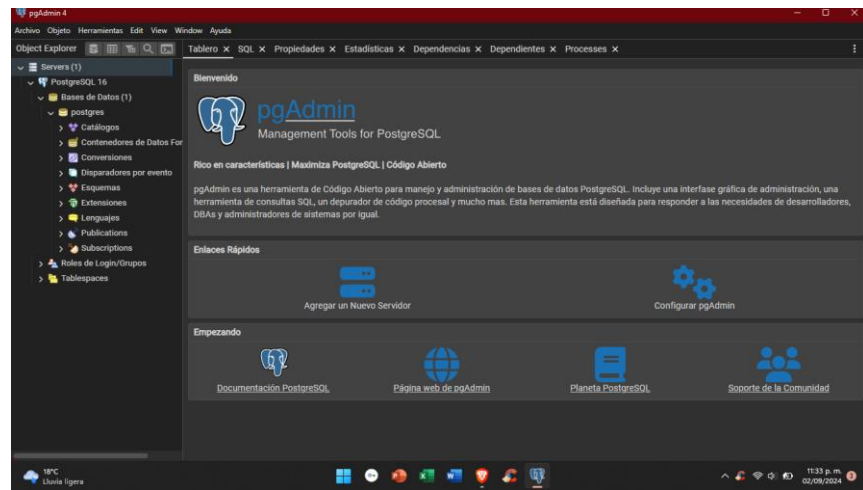 pgAdmin 4
Archivo Objeto Herramientas Edit View Window Ayuda
Object Explorer
Tablero SQL Propiedades Estadísticas Dependencias Dependientes Processes
Servers (1)
PostgreSQL 16
Bases de Datos (1)
postgres
Catálogos
Contenedores de Datos For
Conversiones
Disparadores por evento
Esquemas
Extensiones
Lenguajes
Publications
Subscriptions
Roles de Login/Grupos
Tablespaces
Bienvenido
pgAdmin
Management Tools for PostgreSQL
Rico en características | Maximiza PostgreSQL | Código Abierto
pgAdmin es una herramienta de Código Abierto para manejo y administración de bases de datos PostgreSQL. Incluye una interfase gráfica de administración, una
herramienta de consultas SQL, un depurador de código procesal y mucho mas. Esta herramienta está diseñada para responder a las necesidades de desarrolladores,
DBAs y administradores de sistemas por igual.
Enlaces Rápidos
Agregar un Nuevo Servidor
Configurar pgAdmin
Empezando
Documentación PostgreSQL
Página web de pgAdmin
Planeta PostgreSQL
Soporte de la Comunidad
18°C
Lluvia ligera
11:33 p. m.
02/09/2024